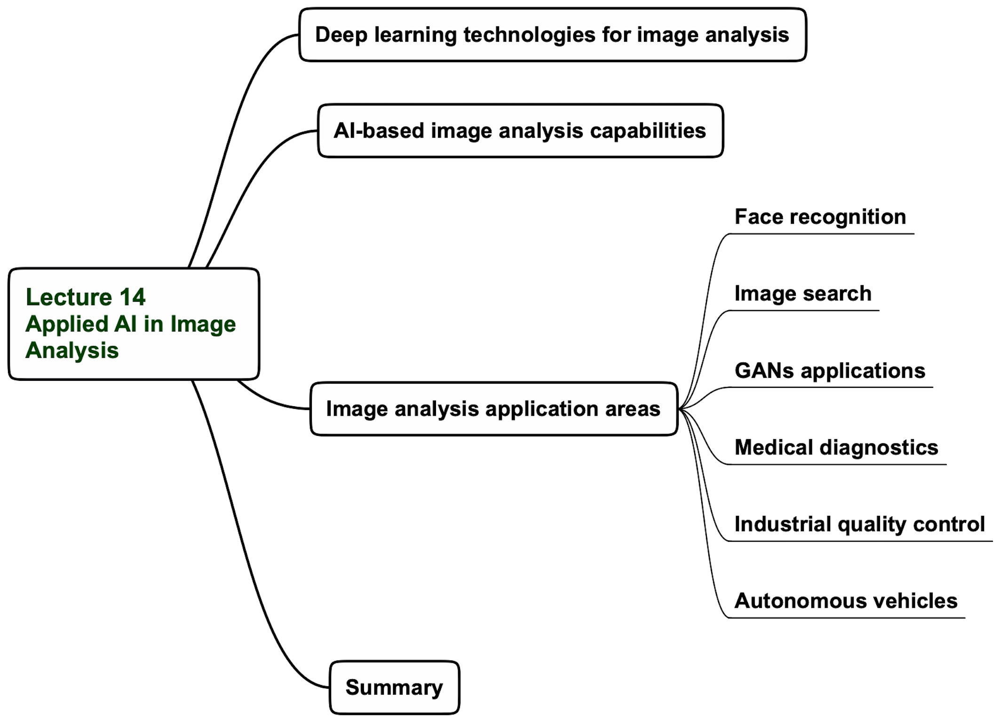 Deep learning technologies for image analysis
AI-based image analysis capabilities
Lecture 14
Applied AI in Image
Analysis
Image analysis application areas
Face recognition
Image search
GANs applications
Medical diagnostics
Industrial quality control
Autonomous vehicles
Summary